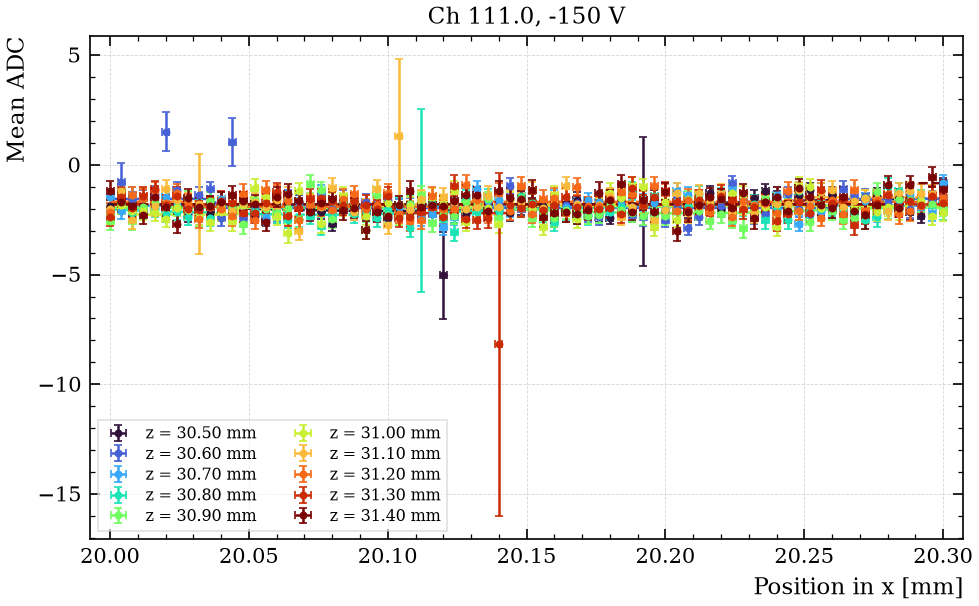 Ch 111.0, -150 V
Mean ADC
5
0
−5
−10
−15
z = 30.50 mm
z = 30.60 mm
z = 30.70 mm
z = 30.80 mm
z = 30.90 mm
z = 31.00 mm
z = 31.10 mm
z = 31.20 mm
z = 31.30 mm
z = 31.40 mm
20.00 20.05 20.10 20.15 20.20 20.25 20.30
Position in x [mm]